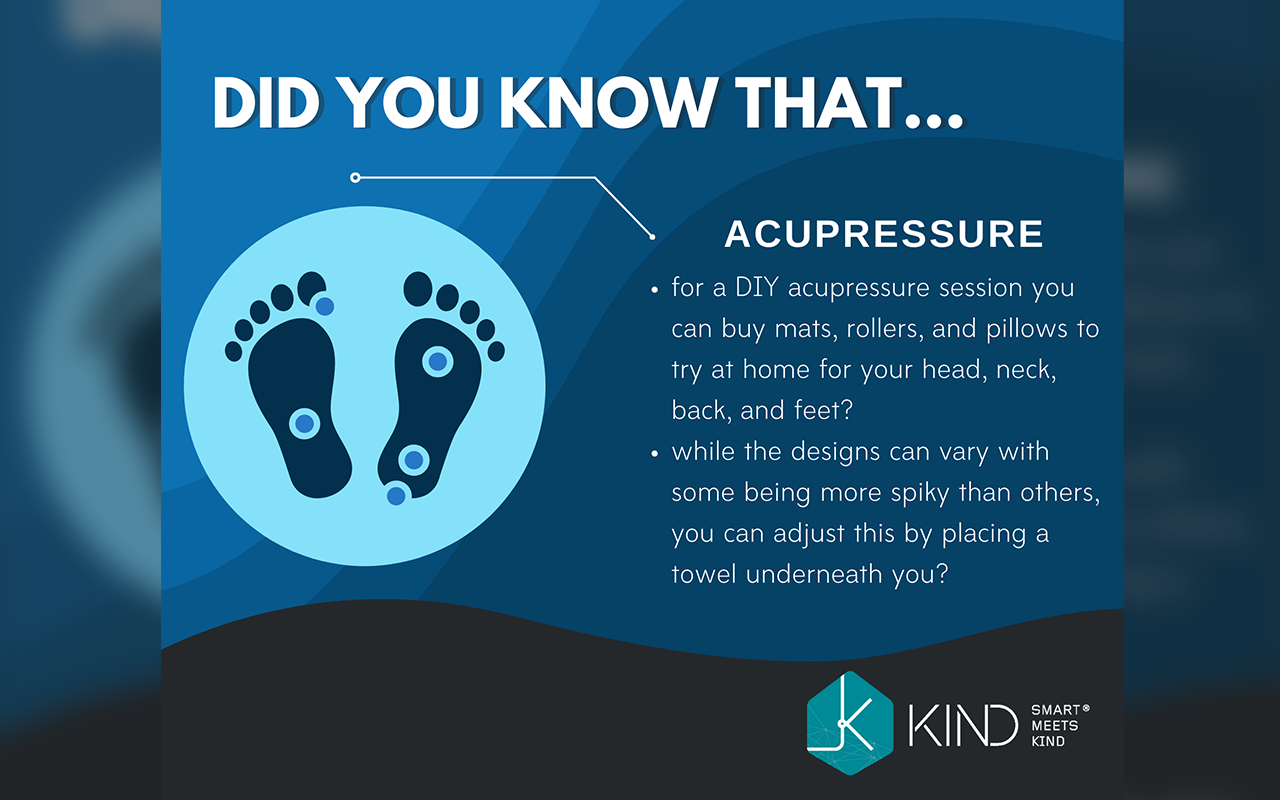 DID YOU KNOW THAT...
ACUPRESSURE
• for a DIY acupressure session you
can buy mats, rollers, and pillows to
try at home for your head, neck,
back, and feet?
• while the designs can vary with
some being more spiky than others,
you can adjust this by placing a
towel underneath you?
KIND
SMART®
MEETS
KIND